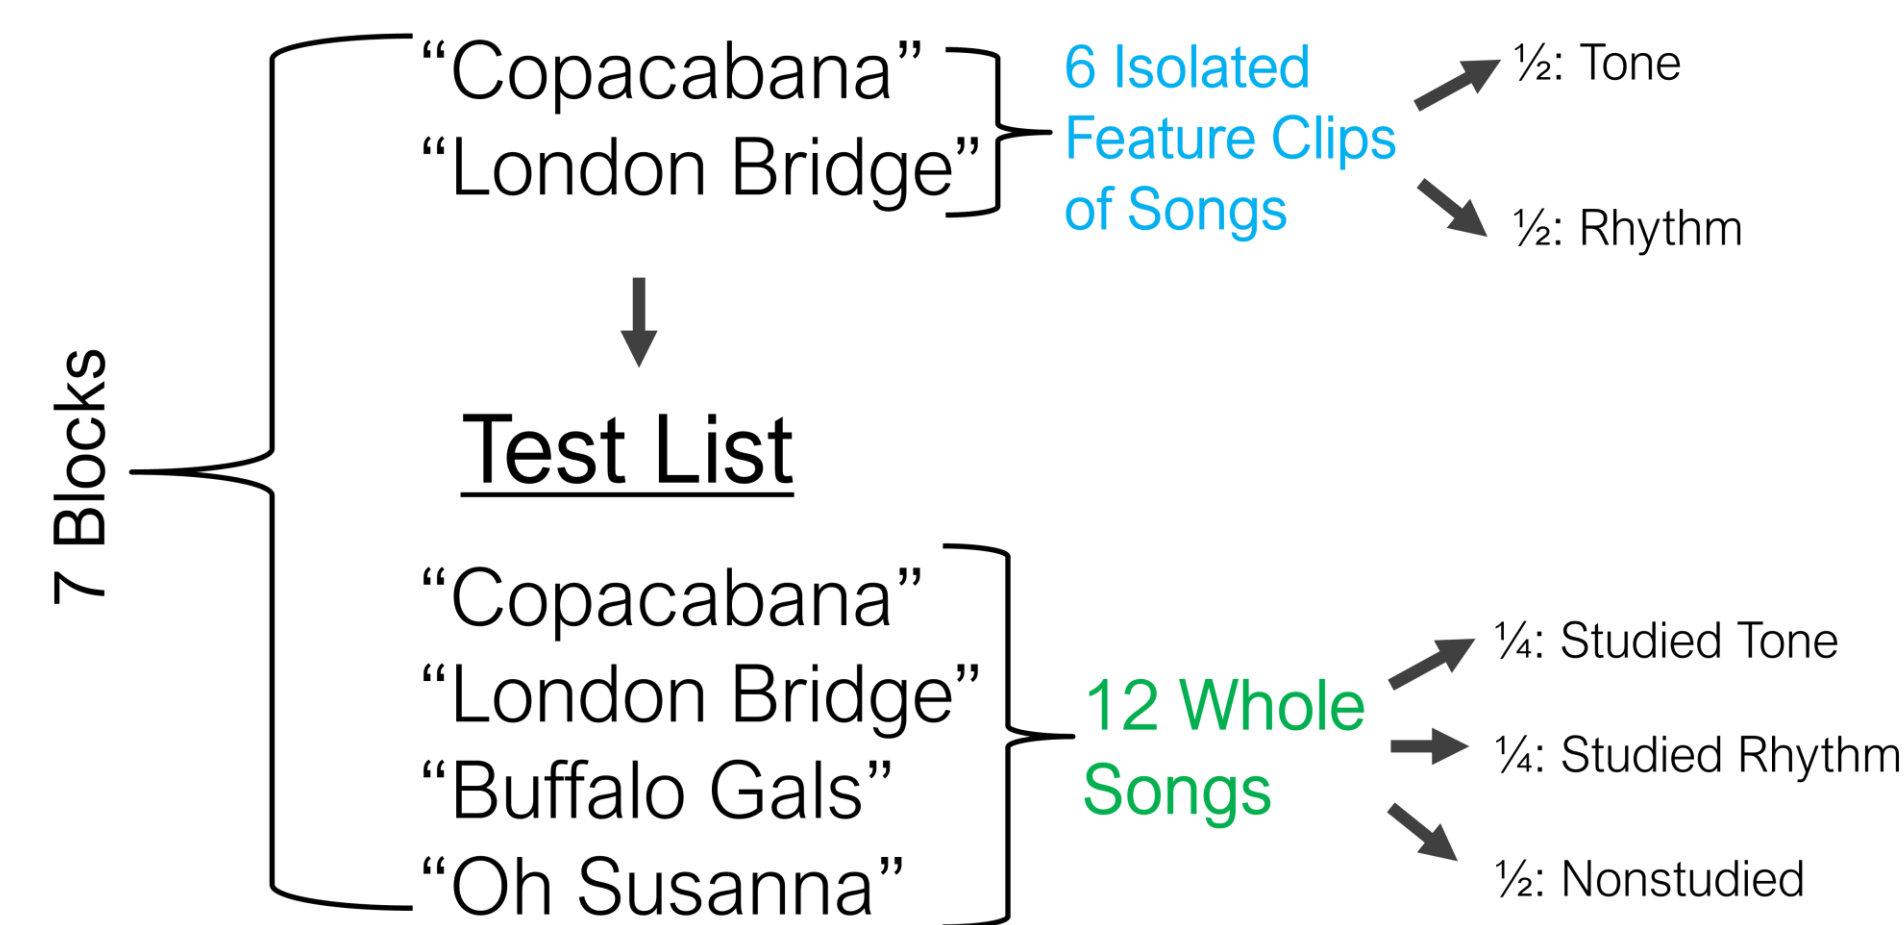 7 Blocks
“Copacabana”
“London Bridge”
6 Isolated
Feature Clips
of Songs
½: Tone
½: Rhythm
Test List
“Copacabana”
“London Bridge”
“Buffalo Gals”
“Oh Susanna”
12 Whole
Songs
¼: Studied Tone
¼: Studied Rhythm
½: Nonstudied